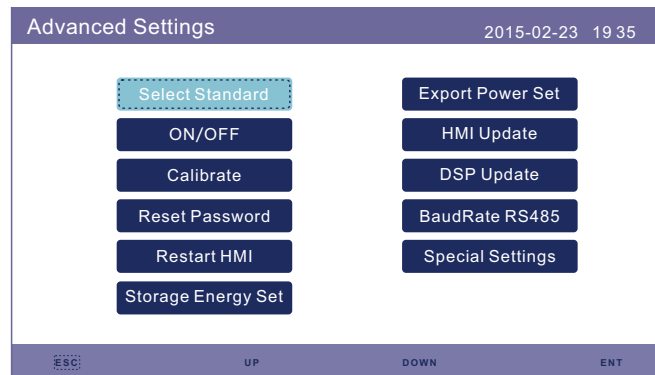 Advanced Settings
2015-02-23 19 35
Select Standard
ON/OFF
Calibrate
Reset Password
Restart HMI
Storage Energy Set
Export Power Set
HMI Update
DSP Update
BaudRate RS485
Special Settings
ESC UP DOWN ENT